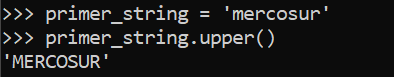 >>> primer_string = 'mercosur'
>>> primer_string.upper()
'MERCOSUR'